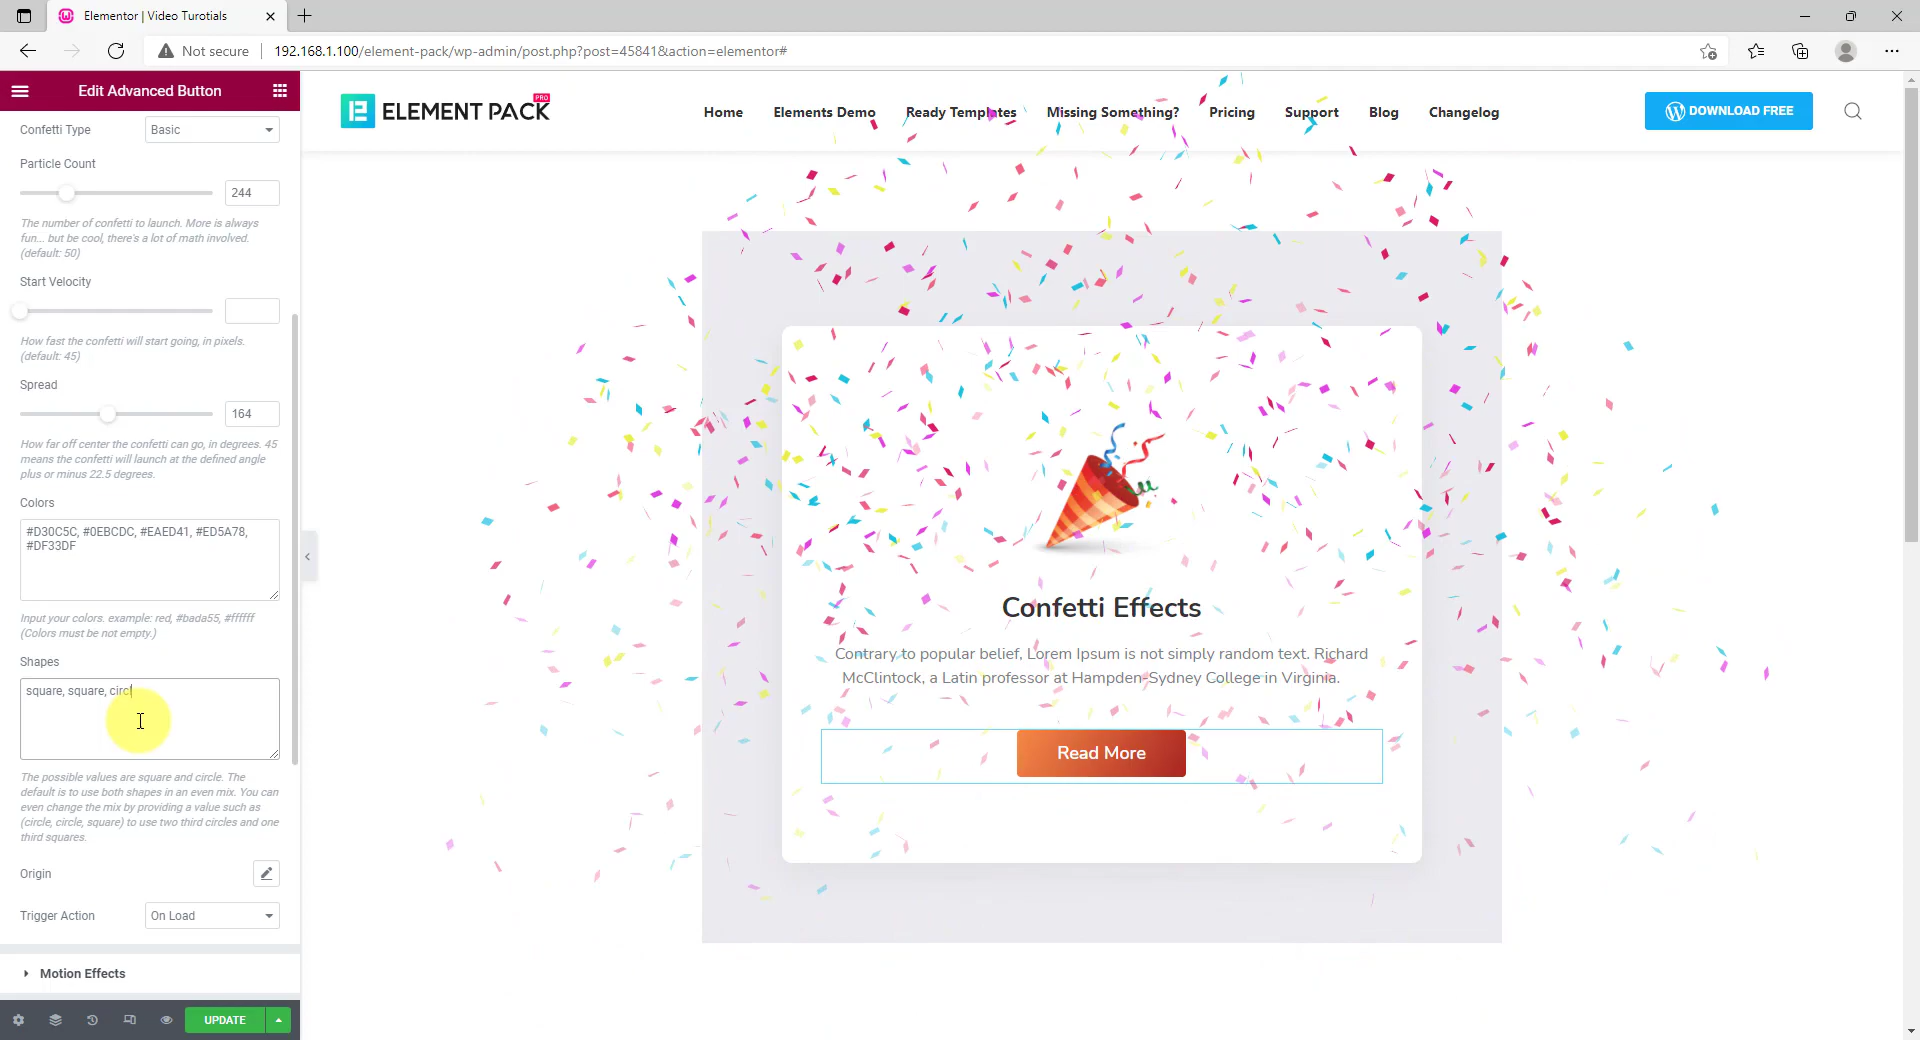 Elementor | Video Turotials
Not secure
192.168.1.100/element-pack/wp-admin/post.php?post=45841&action=elementor#
Edit Advanced Button
Confetti Type
Basic
Particle Count
244
The number of confetti to launch. More is always
fun... but be cool, there's a lot of math involved.
(default: 50)
Start Velocity
How fast the confetti will start going, in pixels.
(default: 45)
Spread
164
How far off center the confetti can go, in degrees. 45
means the confetti will launch at the defined angle
plus or minus 22.5 degrees.
Colors
#D30C5C, #0EBCDC, #EAED41, #ED5A78,
#DF33DF
Input your colors. example: red, #bada55, #ffffff
(Colors must be not empty.)
Shapes
square, square, circl
The possible values are square and circle. The
default is to use both shapes in an even mix. You can
even change the mix by providing a value such as
(circle, circle, square) to use two third circles and one
third squares.
Origin
Trigger Action
On Load
Motion Effects
UPDATE
ELEMENT PACK
PRO
Home
Elements Demo
Ready Templates
Missing Something?
Pricing
Support
Blog
Changelog
DOWNLOAD FREE
Confetti Effects
Contrary to popular belief, Lorem Ipsum is not simply random text. Richard
McClintock, a Latin professor at Hampden-Sydney College in Virginia.
Read More